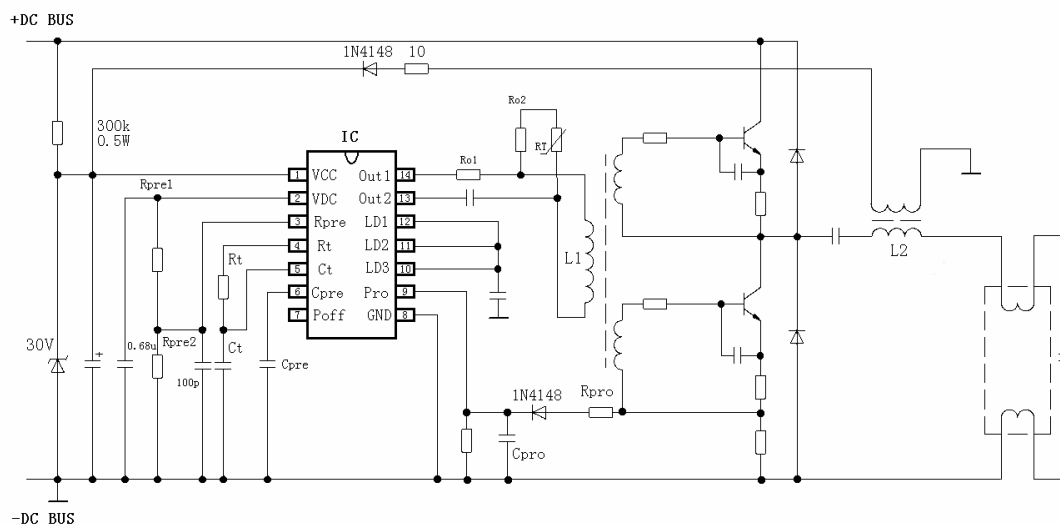 +DC BUS
1N4148 10
300k
0.5W
IC
Ro2
RT
Ro1
1 VCC Out1 14
2 VDC Out2 13
3 Rpre LD1 12
4 Rt LD2 11
5 Ct LD3 10
6 Cpre Pro 9
7 Poff GND 8
Rpre1
Rt
L1
L2
30V
+
0.68u
Rpre2
100p
Ct
Cpre
1N4148
Rpro
Cpro
-DC BUS